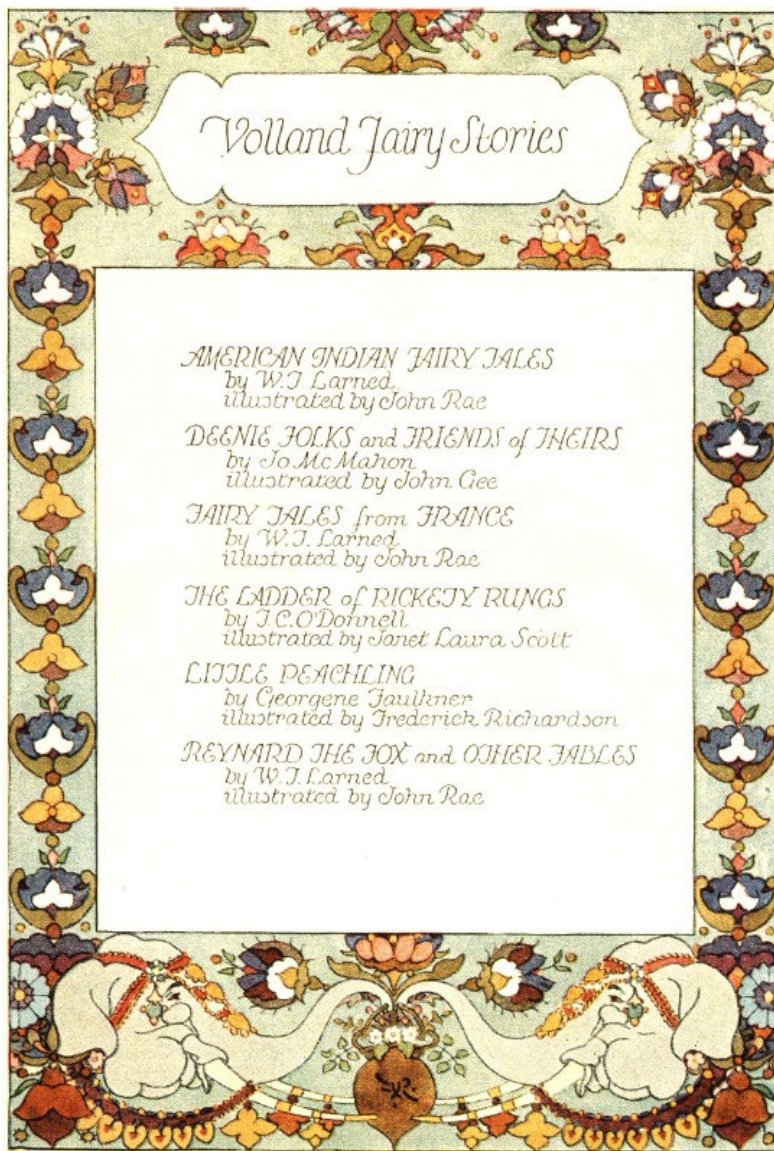 Volland Fairy Stories
AMERICAN INDIAN FAIRY TALES
by W.T. Larned
illustrated by John Rae
DEENIE FOLKS and FRIENDS of THEIRS
by Jo McMahon
illustrated by John Gee
FAIRY TALES from FRANCE
by W.T. Larned
illustrated by John Rae
THE LADDER of RICKETY RUNGS
by T.C. O'Donnell
illustrated by Janet Laura Scott
LITTLE PEACHLING
by Georgene Faulkner
illustrated by Frederick Richardson
REYNARD THE FOX and OTHER FABLES
by W.T. Larned
illustrated by John Rae